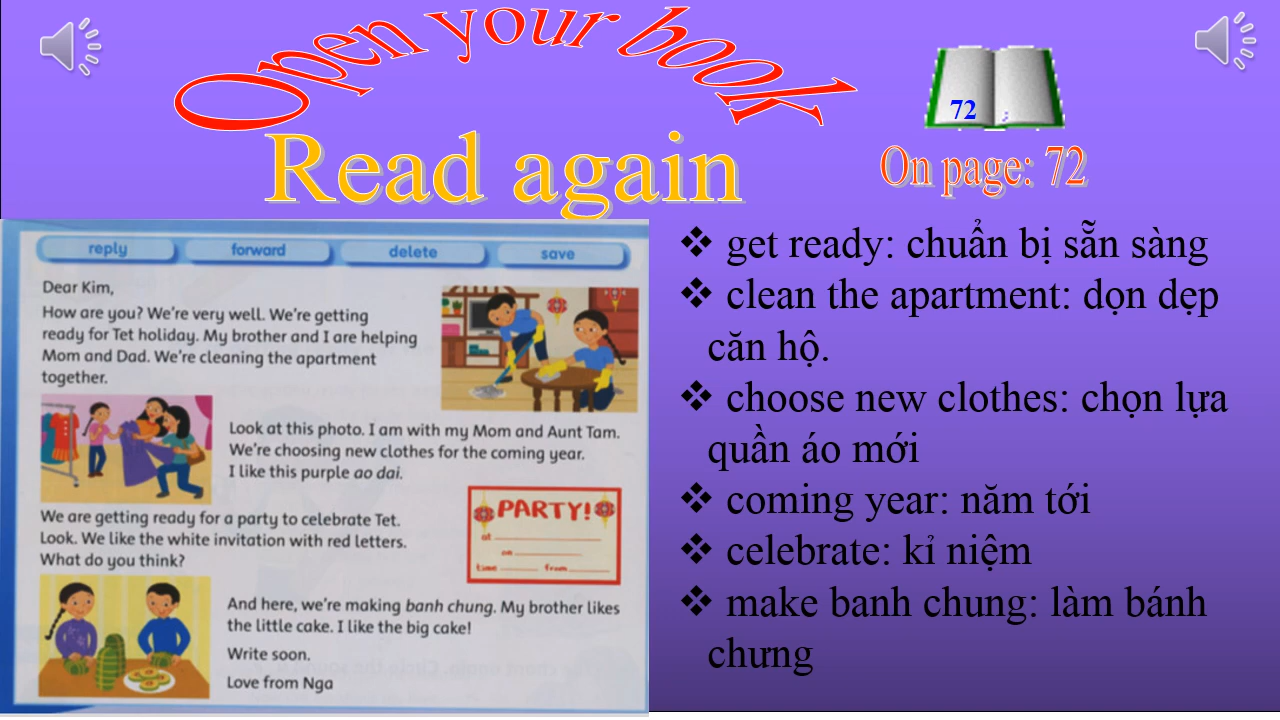 Open your book
Read again
72
On page: 72
reply
forward
delete
save
Dear Kim,
How are you? We're very well. We're getting
ready for Tet holiday. My brother and I are helping
Mom and Dad. We're cleaning the apartment
together.
Look at this photo. I am with my Mom and Aunt Tam.
We're choosing new clothes for the coming year.
I like this purple ao dai.
We are getting ready for a party to celebrate Tet.
Look. We like the white invitation with red letters.
What do you think?
PARTY!
at
on
time from
And here, we're making banh chung. My brother likes
the little cake. I like the big cake!
Write soon.
Love from Nga
❖ get ready: chuẩn bị sẵn sàng
❖ clean the apartment: dọn dẹp
căn hộ.
❖ choose new clothes: chọn lựa
quần áo mới
❖ coming year: năm tới
❖ celebrate: kỉ niệm
❖ make banh chung: làm bánh
chưng